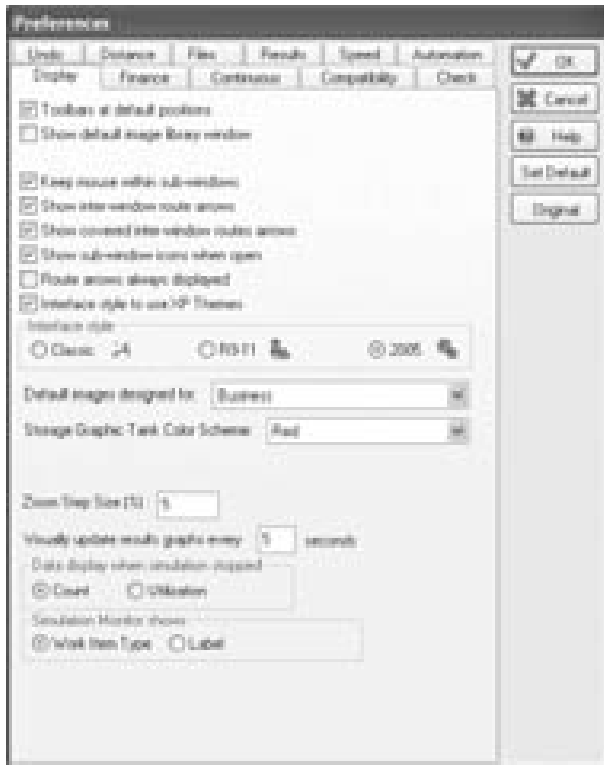 Preferences
Undo Distance Files Results Speed Automation
Display Finance Continuous Compatibility Check
Toolbars at default positions
Show default image library window
Keep mouse within sub-windows
Show inter-window route arrows
Show covered inter-window routes arrows
Show sub-window icons when open
Route arrows always displayed
Interface style to use XP Themes
Interface style
Classic 2005
Default images designed for: Business
Storage Graphic Tank Color Scheme: Red
Zoom Step Size (%) 5
Visually update results graphs every 5 seconds
Data display when simulation stopped
Count Utilization
Simulation Monitor shows
Work Item Type Label
OK
Cancel
Help
Set Default
Original